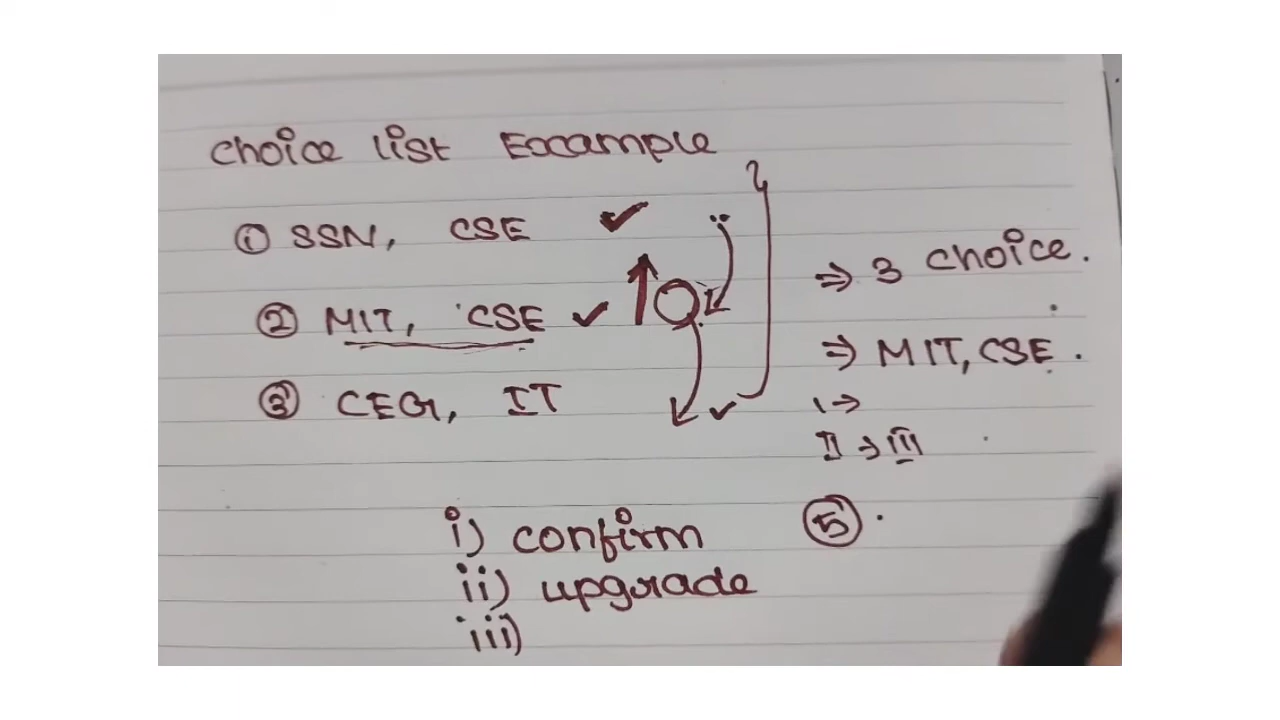 choice list Example
① SSN, CSE ✓
② MIT, CSE ✓
③ CEG, IT ✓
⇒ 3 choice.
⇒ MIT, CSE.
1 →
II → III
i) confirm
ii) upgrade
iii)
⑤.